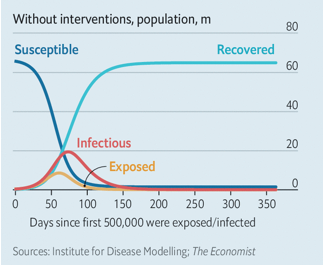 Without interventions, population, m
80
Susceptible
Recovered
60
40
Infectious
20
Exposed
0
0 50 100 150 200 250 300 350
Days since first 500,000 were exposed/infected
Sources: Institute for Disease Modelling; The Economist